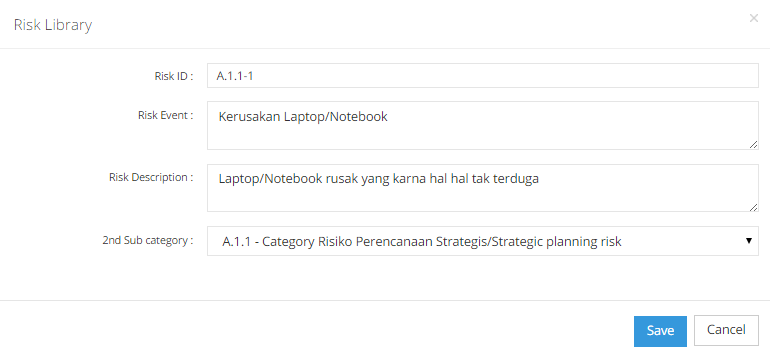 Risk Library
×
Risk ID : A.1.1-1
Risk Event : Kerusakan Laptop/Notebook
Risk Description : Laptop/Notebook rusak yang karna hal hal tak terduga
2nd Sub category : A.1.1 - Category Risiko Perencanaan Strategis/Strategic planning risk
Save Cancel